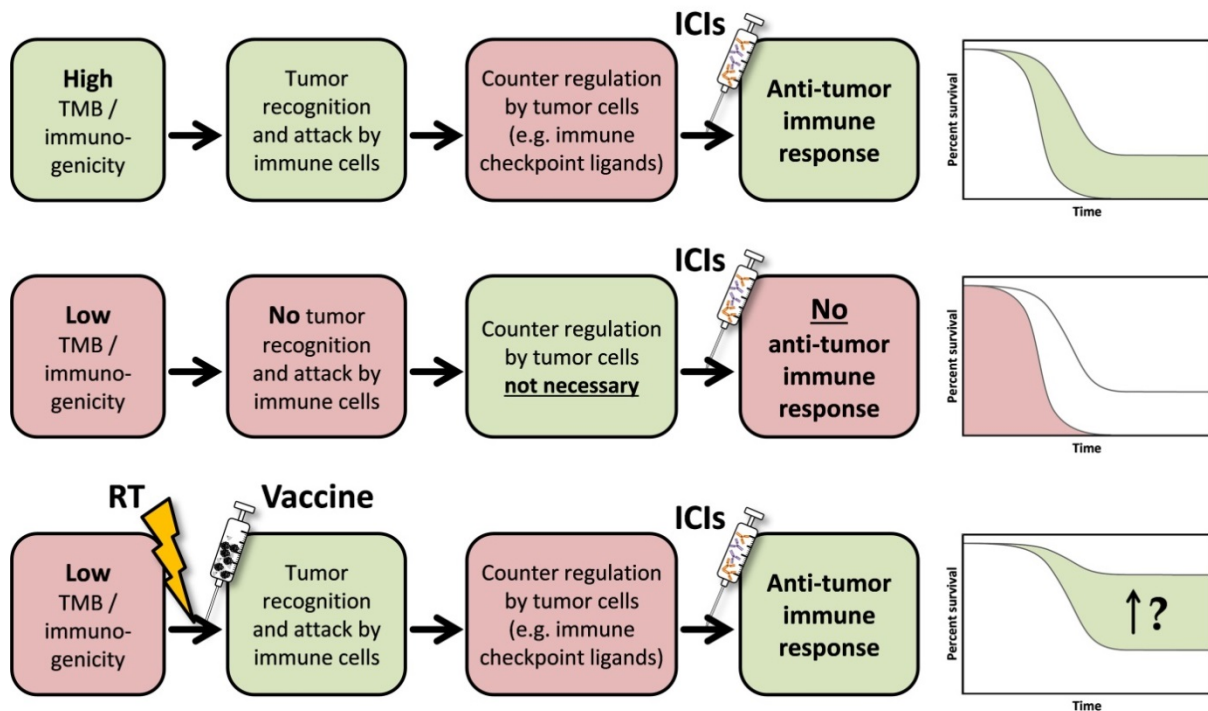 ICIs
High
TMB /
immuno-
genicity
Tumor
recognition
and attack by
immune cells
Counter regulation
by tumor cells
(e.g. immune
checkpoint ligands)
Anti-tumor
immune
response
Percent survival
Time
ICIs
Low
TMB /
immuno-
genicity
No tumor
recognition
and attack by
immune cells
Counter regulation
by tumor cells
not necessary
No
anti-tumor
immune
response
Percent survival
Time
RT
Vaccine
ICIs
Low
TMB /
immuno-
genicity
Tumor
recognition
and attack by
immune cells
Counter regulation
by tumor cells
(e.g. immune
checkpoint ligands)
Anti-tumor
immune
response
Percent survival
?
Time